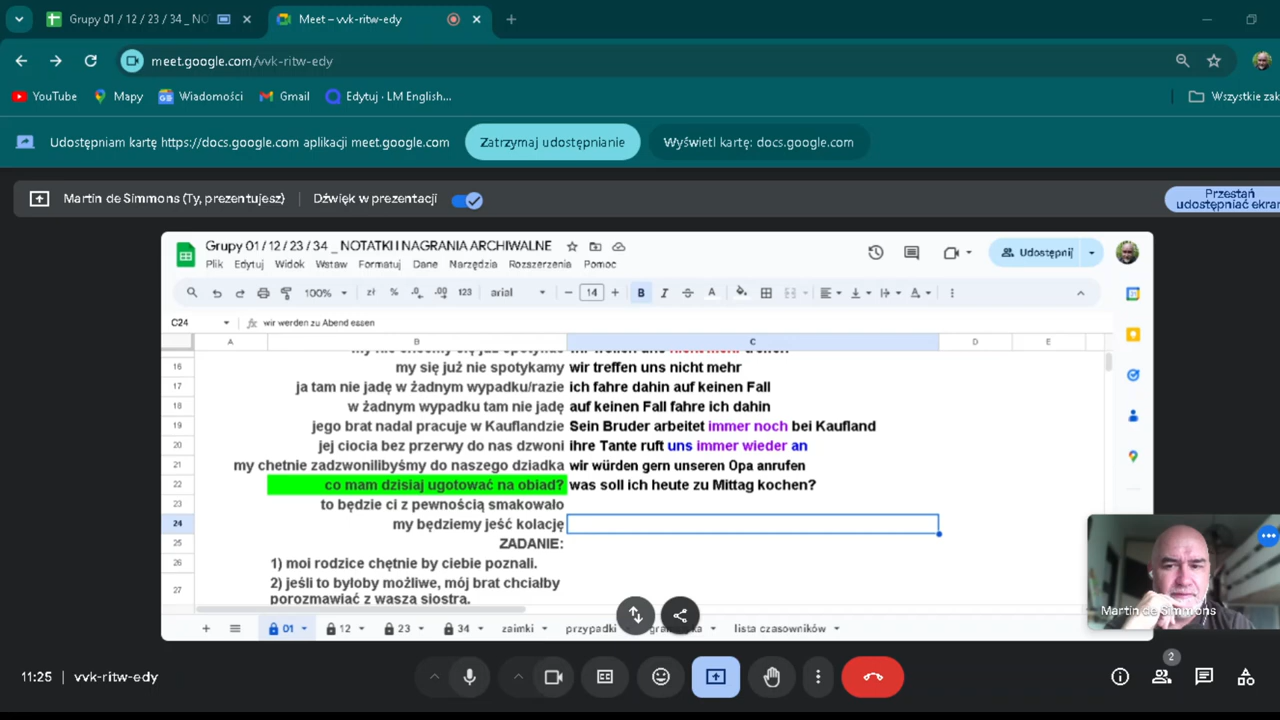 Grupy 01 / 12 / 23 / 34 _ NO
Meet – vvk-ritw-edy
meet.google.com/vvk-ritw-edy
YouTube
Mapy
Wiadomości
Gmail
Edytuj · LM English...
Wszystkie zak
Udostępniam kartę https://docs.google.com aplikacji meet.google.com
Zatrzymaj udostępnianie
Wyświetl kartę: docs.google.com
Martin de Simmons (Ty, prezentujesz)
Dźwięk w prezentacji
Przestań
udostępniać ekran
Grupy 01 / 12 / 23 / 34 _ NOTATKI I NAGRANIA ARCHIWALNE
Plik Edytuj Widok Wstaw Formatuj Dane Narzędzia Rozszerzenia Pomoc
Udostępnij
100% zł % .0 .00 123 arial 14 B I A
C24 fx wir werden zu Abend essen
A B C D E
16 my się już nie spotykamy wir treffen uns nicht mehr
17 ja tam nie jadę w żadnym wypadku/razie ich fahre dahin auf keinen Fall
18 w żadnym wypadku tam nie jadę auf keinen Fall fahre ich dahin
19 jego brat nadal pracuje w Kauflandzie Sein Bruder arbeitet immer noch bei Kaufland
20 jej ciocia bez przerwy do nas dzwoni ihre Tante ruft uns immer wieder an
21 my chetnie zadzwonilibyśmy do naszego dziadka wir würden gern unseren Opa anrufen
22 co mam dzisiaj ugotować na obiad? was soll ich heute zu Mittag kochen?
23 to będzie ci z pewnością smakowało
24 my będziemy jeść kolację
25 ZADANIE:
26 1) moi rodzice chętnie by ciebie poznali.
27 2) jeśli to byłoby możliwe, mój brat chciałby
porozmawiać z wasza siostra.
01 12 23 34 zaimki przypadki lista czasowników
Martin de Simmons
2
11:25 vvk-ritw-edy